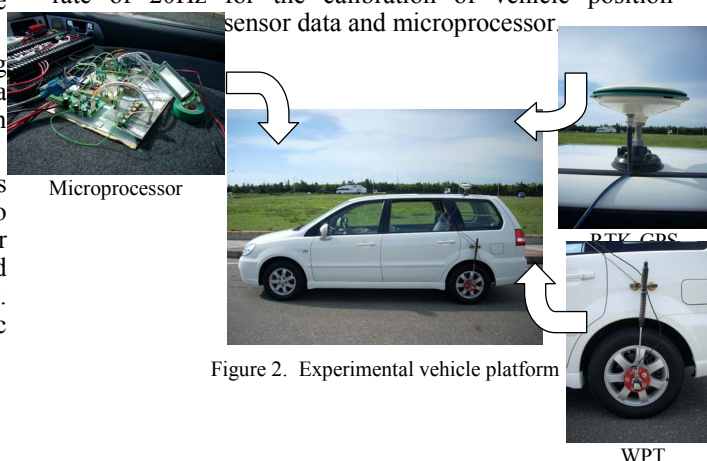 rate of 20Hz for the calibration of vehicle position
sensor data and microprocessor.
g
a
s
o
r
d
.
c
Microprocessor
RTK-GPS
WPT
Figure 2. Experimental vehicle platform